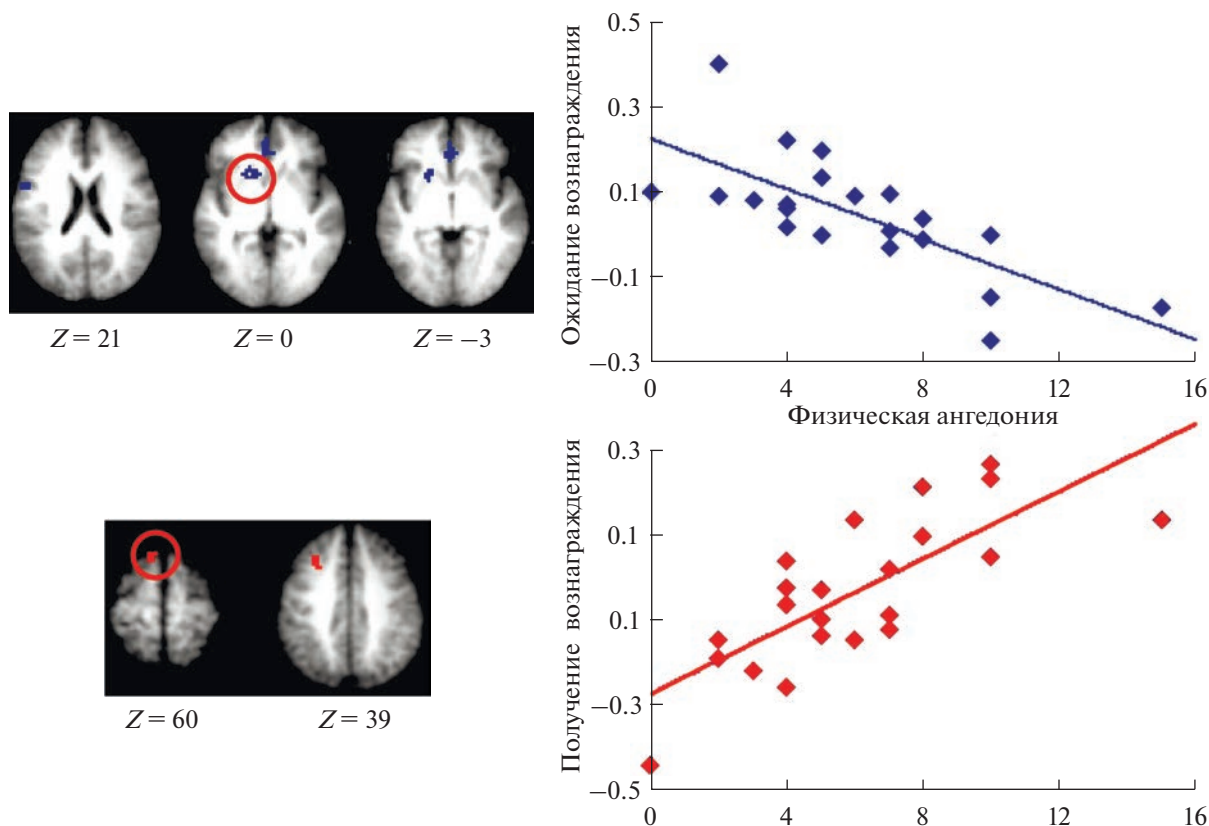 Z = 21
Z = 0
Z = −3
Ожидание вознаграждения
0.5
0.3
0.1
−0.1
−0.3
0
4
8
12
16
Физическая ангедония
Z = 60
Z = 39
Получение вознаграждения
0.3
0.1
0.1
−0.3
−0.5
0
4
8
12
16